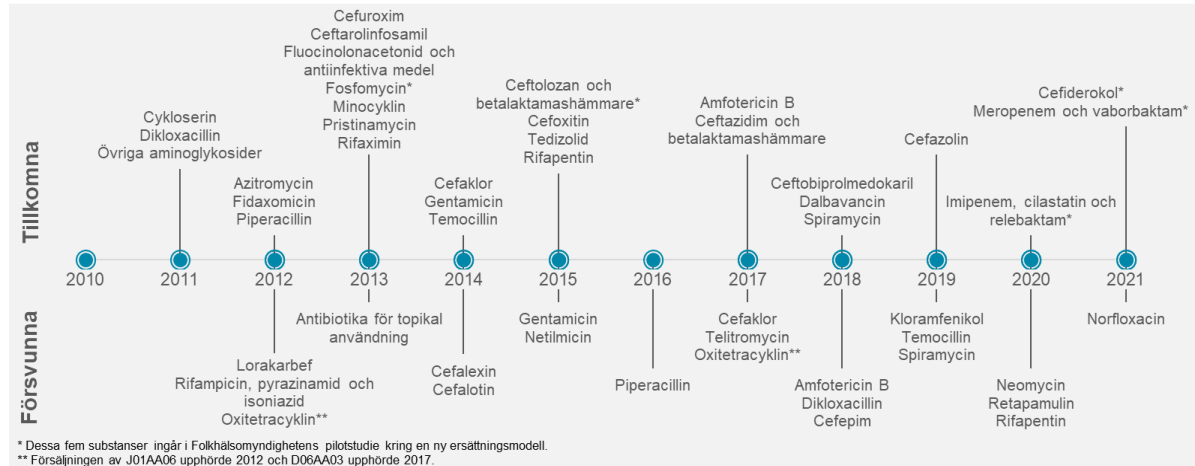 Tillkomna
Cykloserin
Dikloxacillin
Övriga aminoglykosider
Azitromycin
Fidaxomicin
Piperacillin
Cefuroxim
Ceftarolinfosamil
Fluocinolonacetonid och
antiinfektiva medel
Fosfomycin*
Minocyklin
Pristinamycin
Rifaximin
Cefaklor
Gentamicin
Temocillin
Ceftolozan och
betalaktamashämmare*
Cefoxitin
Tedizolid
Rifapentin
Amfotericin B
Ceftazidim och
betalaktamashämmare
Ceftobiprolmedokaril
Dalbavancin
Spiramycin
Cefazolin
Imipenem, cilastatin och
relebaktam*
Cefiderokol*
Meropenem och vaborbaktam*
2010 2011 2012 2013 2014 2015 2016 2017 2018 2019 2020 2021
Försvunna
Lorakarbef
Rifampicin, pyrazinamid och
isoniazid
Oxitetracyklin**
Antibiotika för topikal
användning
Cefalexin
Cefalotin
Gentamicin
Netilmicin
Piperacillin
Cefaklor
Telitromycin
Oxitetracyklin**
Amfotericin B
Dikloxacillin
Cefepim
Kloramfenikol
Temocillin
Spiramycin
Neomycin
Retapamulin
Rifapentin
Norfloxacin
* Dessa fem substanser ingår i Folkhälsomyndighetens pilotstudie kring en ny ersättningsmodell.
** Försäljningen av J01AA06 upphörde 2012 och D06AA03 upphörde 2017.